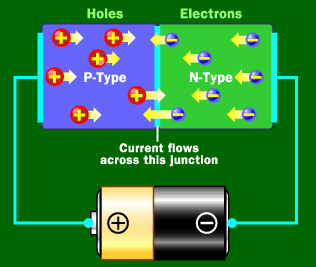 Holes Electrons
P-Type N-Type
Current flows
across this junction